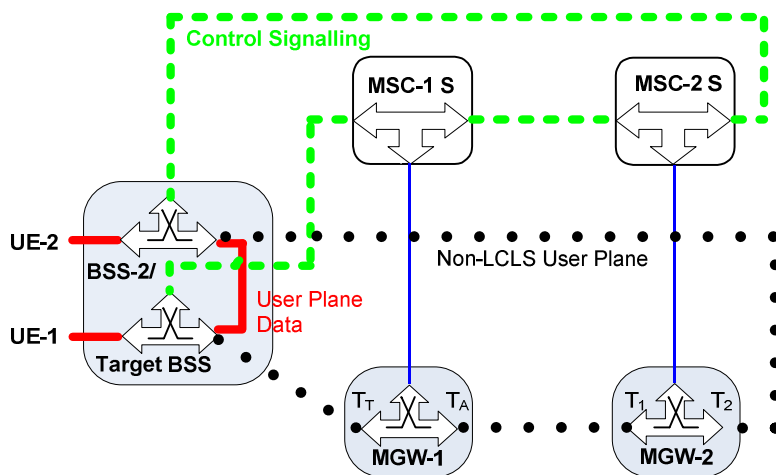 Control Signalling
MSC-1 S
MSC-2 S
UE-2
BSS-2/
Non-LCLS User Plane
User Plane
Data
UE-1
Target BSS
TT
TA
T1
T2
MGW-1
MGW-2